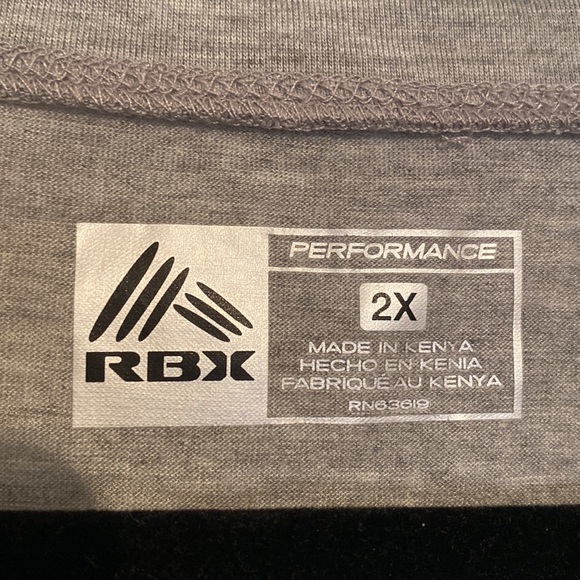 RBX
PERFORMANCE
2X
MADE IN KENYA
HECHO EN KENIA
FABRIQUÉ AU KENYA
RN63619